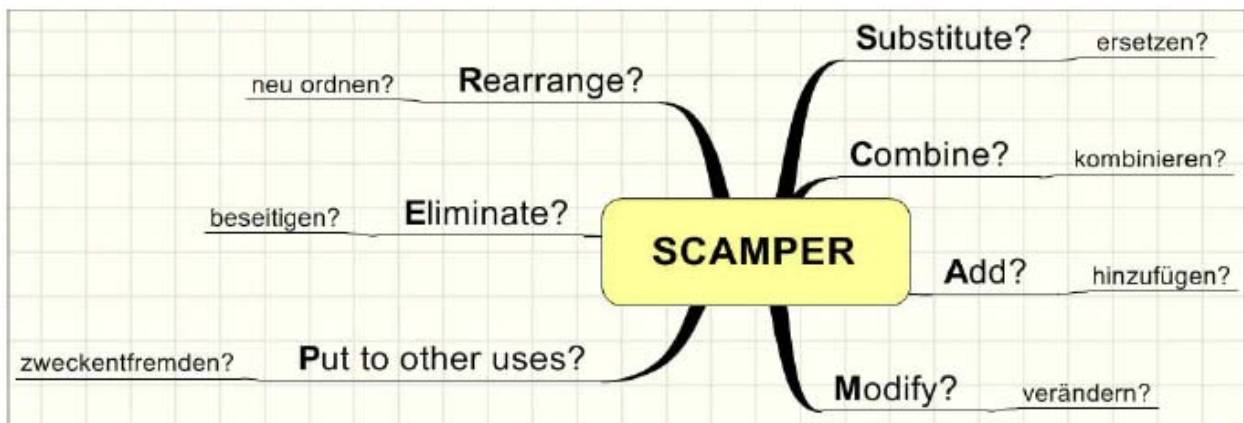 SCAMPER
Substitute?
ersetzen?
Combine?
kombinieren?
Add?
hinzufügen?
Modify?
verändern?
Put to other uses?
zweckentfremden?
Eliminate?
beseitigen?
Rearrange?
neu ordnen?